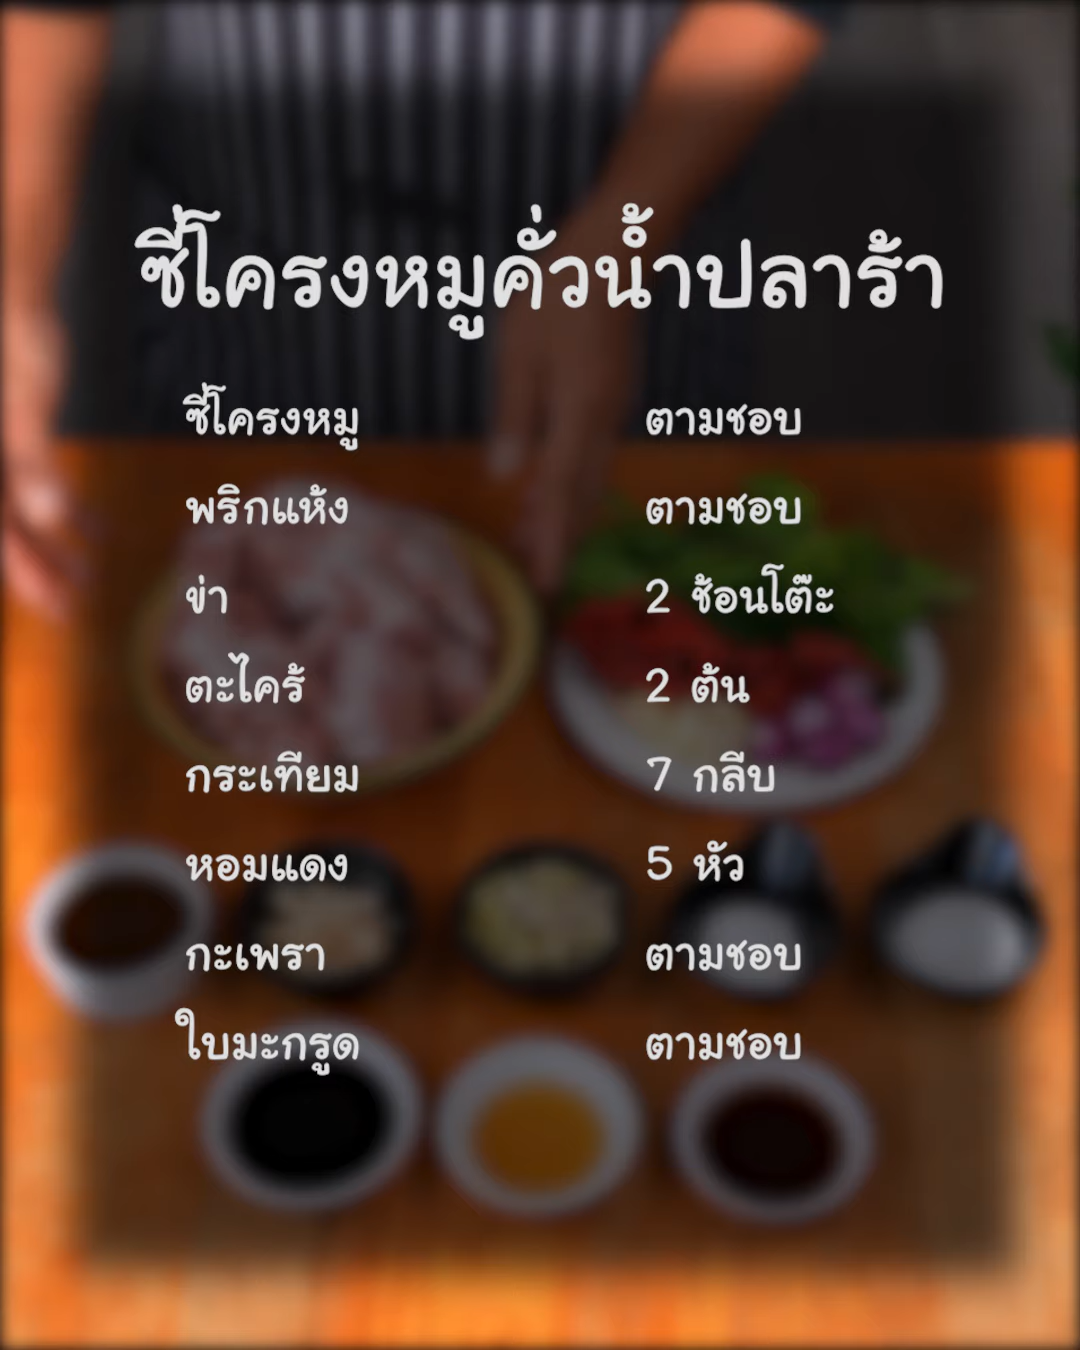 ซี่โครงหมูคั่วน้ำปลาร้า
ซี่โครงหมู ตามชอบ
พริกแห้ง ตามชอบ
ข่า 2 ช้อนโต๊ะ
ตะไคร้ 2 ต้น
กระเทียม 7 กลีบ
หอมแดง 5 หัว
กะเพรา ตามชอบ
ใบมะกรูด ตามชอบ